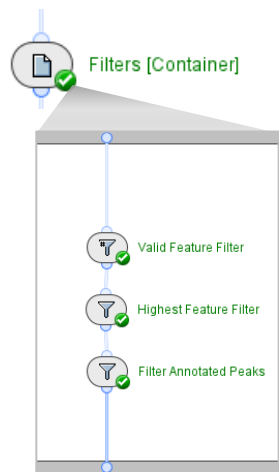 Filters [Container]
Valid Feature Filter
Highest Feature Filter
Filter Annotated Peaks